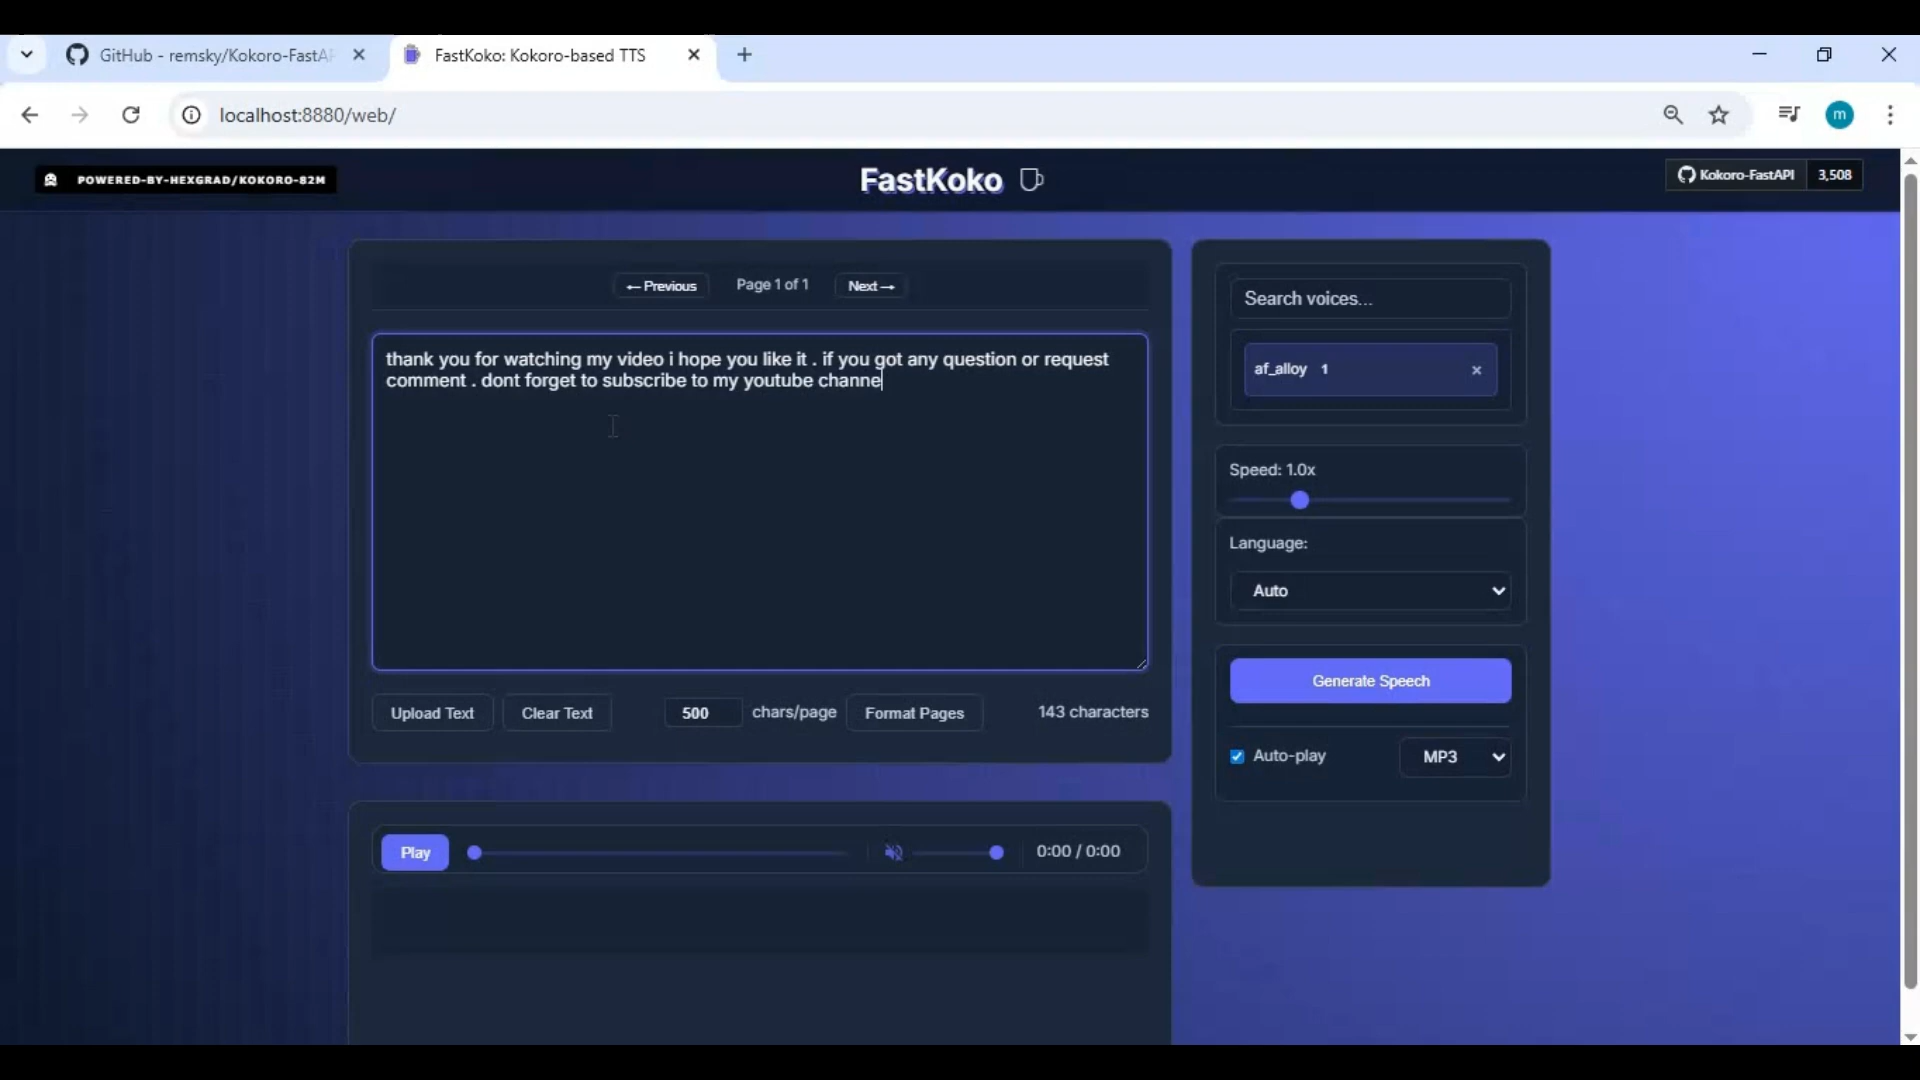 GitHub - remsky/Kokoro-FastAP
FastKoko: Kokoro-based TTS
localhost:8880/web/
m
POWERED-BY-HEXGRAD/KOKORO-82M
FastKoko
Kokoro-FastAPI 3,508
← Previous Page 1 of 1 Next →
thank you for watching my video i hope you like it . if you got any question or request
comment . dont forget to subscribe to my youtube channe
Upload Text Clear Text 500 chars/page Format Pages 143 characters
Play 0:00 / 0:00
Search voices...
af_alloy 1 ×
Speed: 1.0x
Language:
Auto
Generate Speech
Auto-play MP3